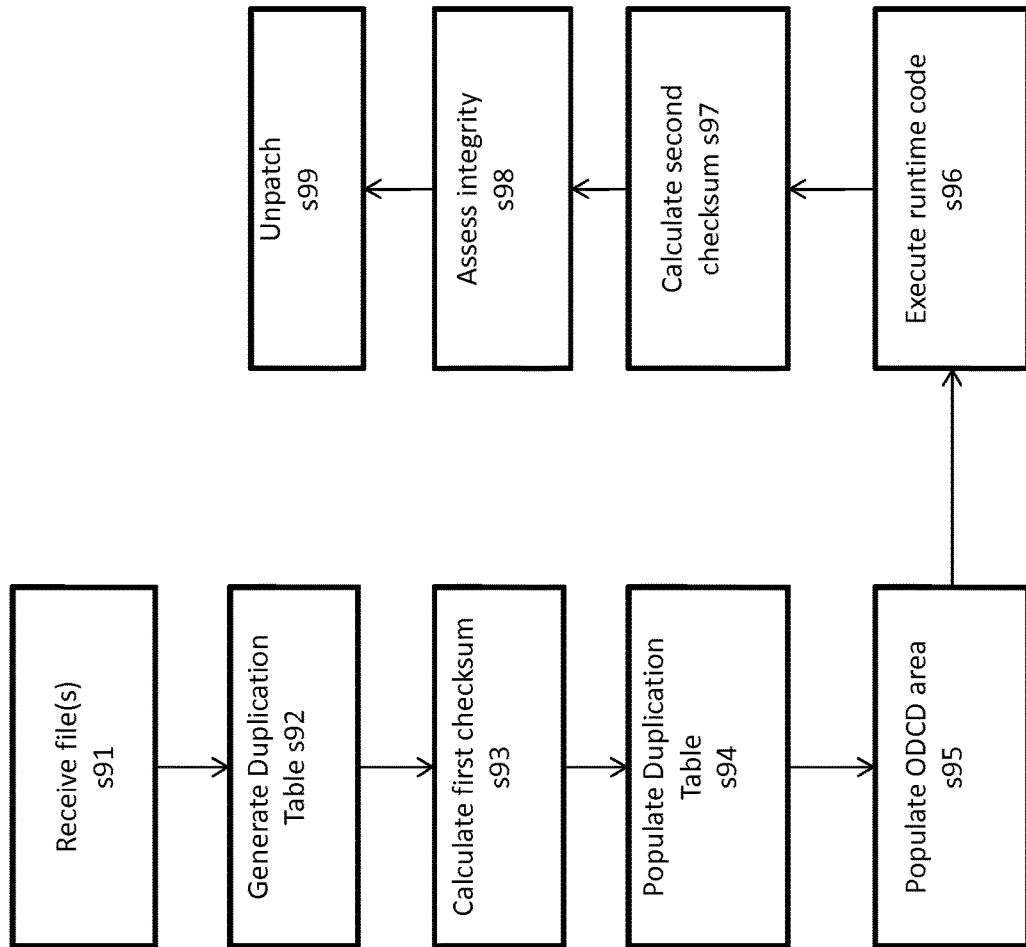 Receive file(s)
s91
Generate Duplication
Table s92
Calculate first checksum
s93
Populate Duplication
Table
s94
Populate ODCD area
s95
Execute runtime code
s96
Calculate second
checksum s97
Assess integrity
s98
Unpatch
s99